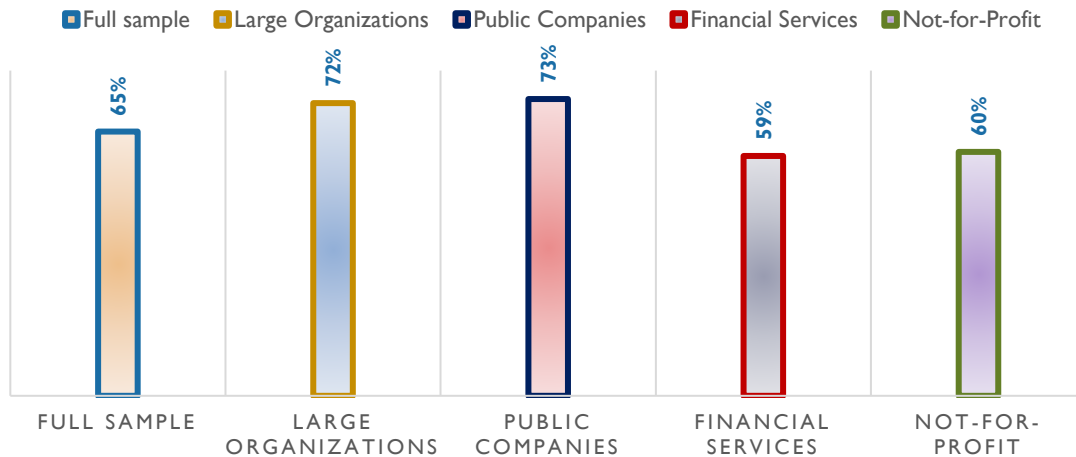 Full sample Large Organizations Public Companies Financial Services Not-for-Profit
65%
72%
73%
59%
60%
FULL SAMPLE
LARGE
ORGANIZATIONS
PUBLIC
COMPANIES
FINANCIAL
SERVICES
NOT-FOR-
PROFIT